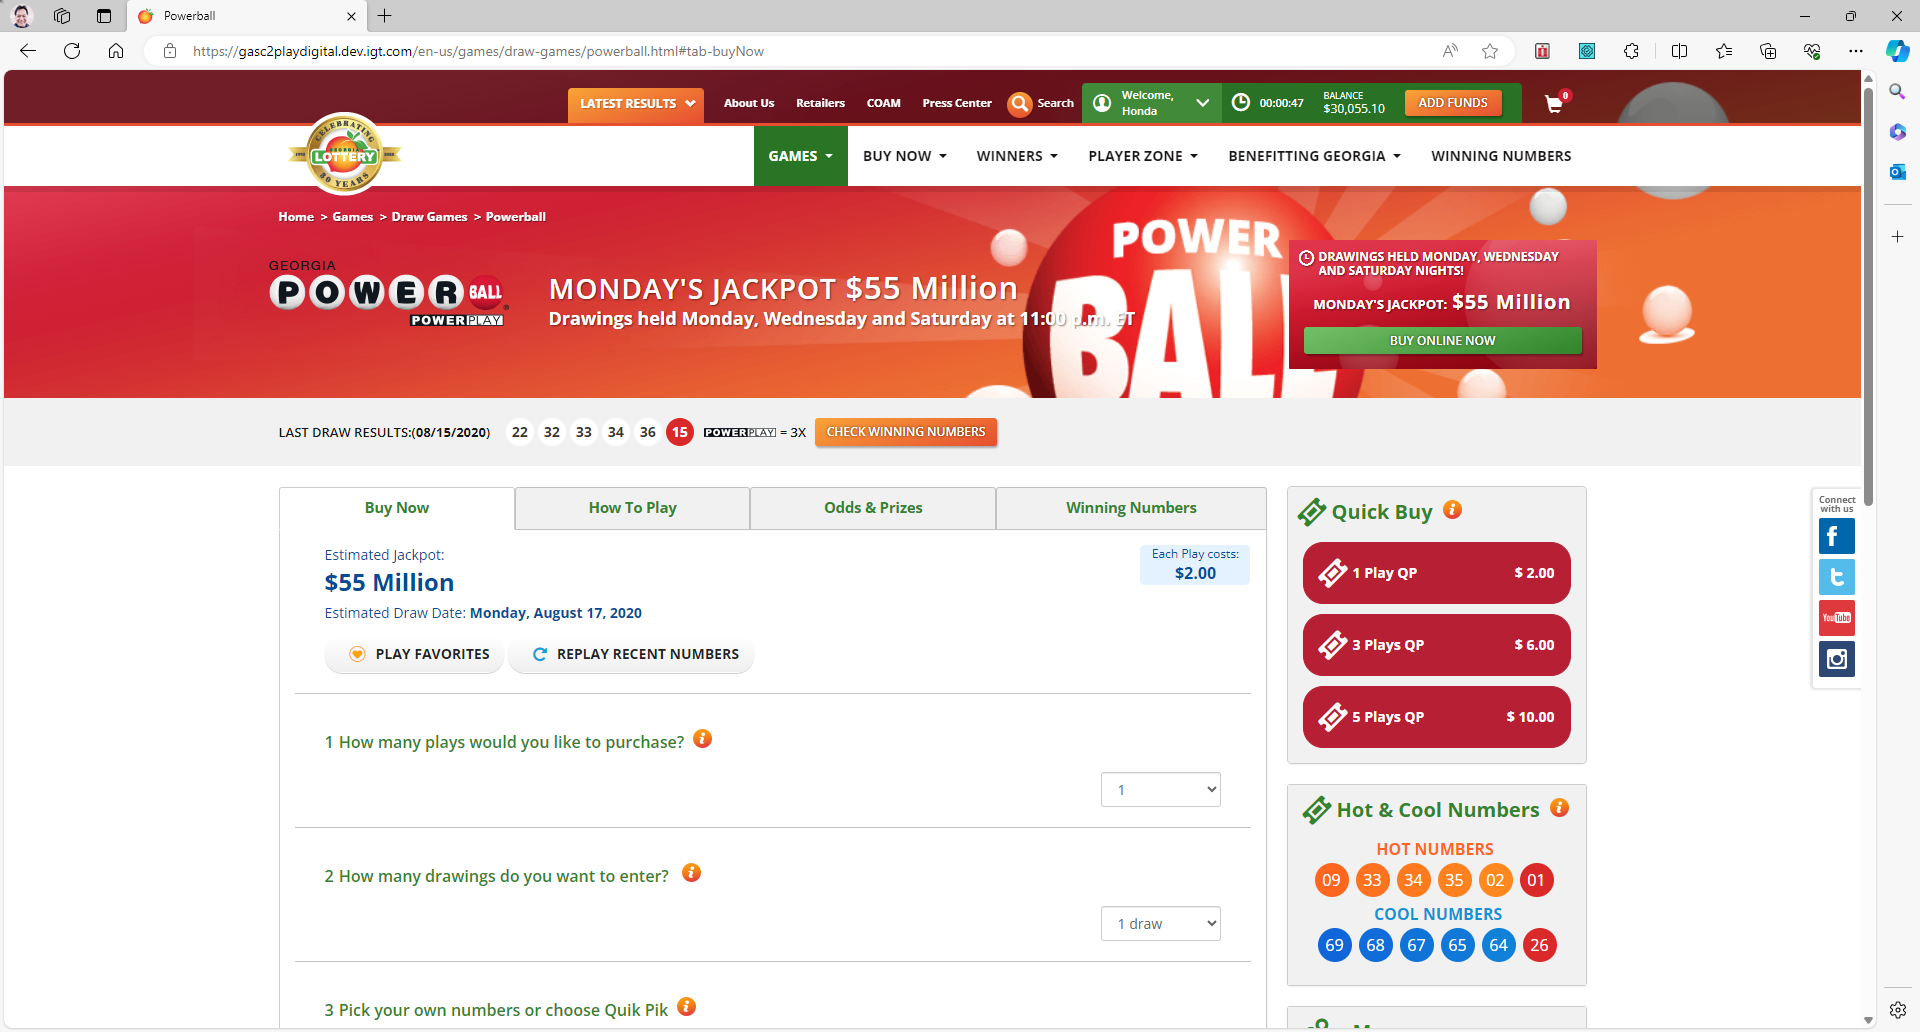 Powerball
https://gasc2playdigital.dev.igt.com/en-us/games/draw-games/powerball.html#tab-buyNow
LATEST RESULTS
About Us
Retailers
COAM
Press Center
Search
Welcome,
Honda
00:00:47
BALANCE
$30,055.10
ADD FUNDS
0
CELEBRATING
GEORGIA
LOTTERY
30 YEARS
GAMES
BUY NOW
WINNERS
PLAYER ZONE
BENEFITTING GEORGIA
WINNING NUMBERS
Home > Games > Draw Games > Powerball
GEORGIA
POWER BALL
POWERPLAY
MONDAY'S JACKPOT $55 Million
Drawings held Monday, Wednesday and Saturday at 11:00 p.m. ET
POWER
BALL
DRAWINGS HELD MONDAY, WEDNESDAY
AND SATURDAY NIGHTS!
MONDAY'S JACKPOT: $55 Million
BUY ONLINE NOW
LAST DRAW RESULTS:(08/15/2020) 22 32 33 34 36 15 POWERPLAY = 3X CHECK WINNING NUMBERS
Buy Now
How To Play
Odds & Prizes
Winning Numbers
Estimated Jackpot:
$55 Million
Estimated Draw Date: Monday, August 17, 2020
Each Play costs:
$2.00
PLAY FAVORITES
REPLAY RECENT NUMBERS
1 How many plays would you like to purchase? i
1
2 How many drawings do you want to enter? i
1 draw
3 Pick your own numbers or choose Quik Pik i
Quick Buy i
1 Play QP $ 2.00
3 Plays QP $ 6.00
5 Plays QP $ 10.00
Hot & Cool Numbers i
HOT NUMBERS
09 33 34 35 02 01
COOL NUMBERS
69 68 67 65 64 26
Connect
with us
f
t
YouTube